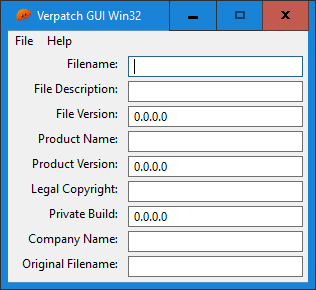 Verpatch GUI Win32
File Help
Filename:
File Description:
File Version: 0.0.0.0
Product Name:
Product Version: 0.0.0.0
Legal Copyright:
Private Build: 0.0.0.0
Company Name:
Original Filename: